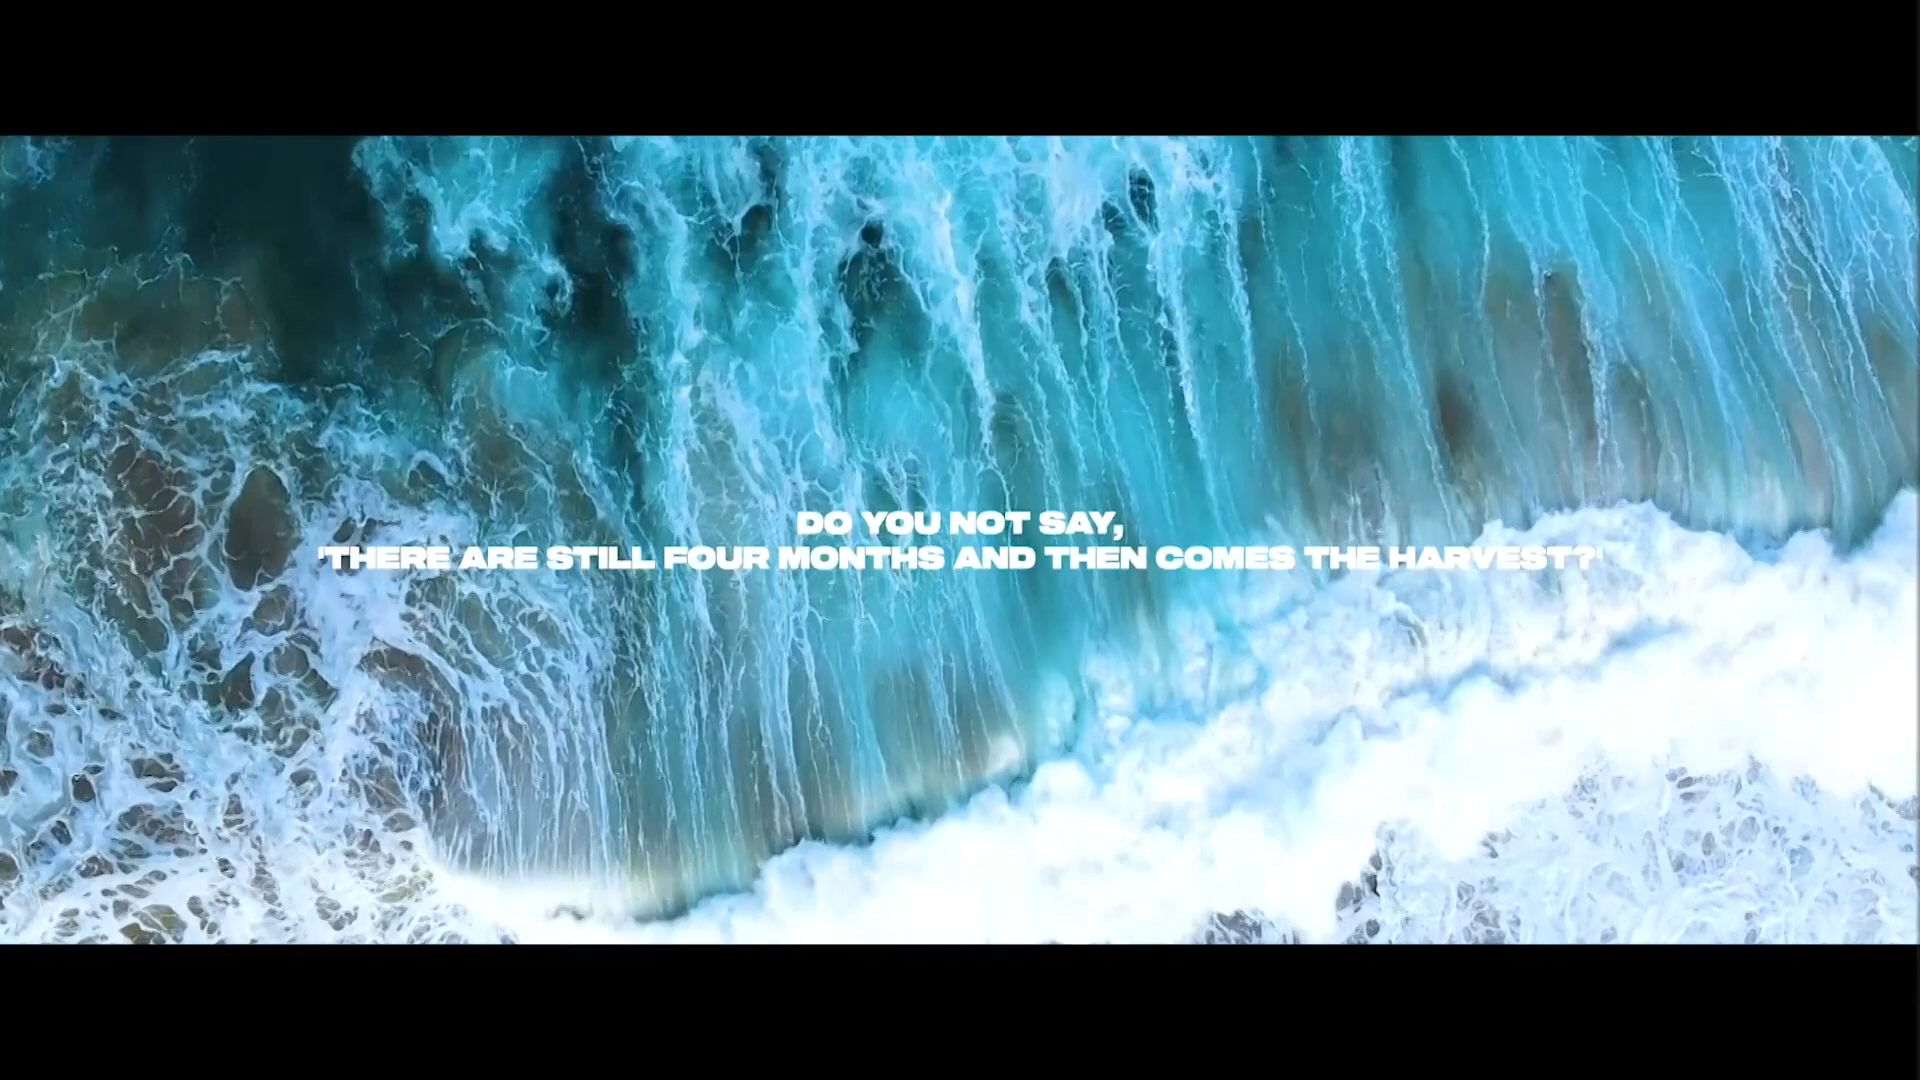 DO YOU NOT SAY,
'THERE ARE STILL FOUR MONTHS AND THEN COMES THE HARVEST?'